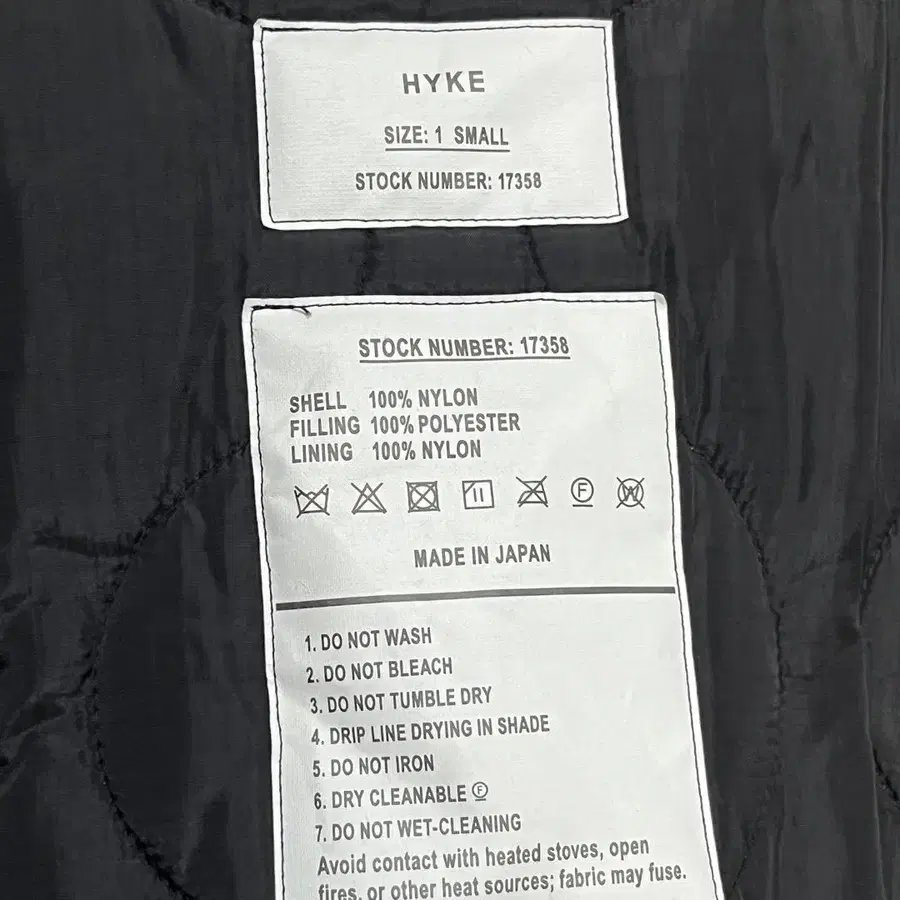 HYKE
SIZE: 1 SMALL
STOCK NUMBER: 17358
STOCK NUMBER: 17358
SHELL 100% NYLON
FILLING 100% POLYESTER
LINING 100% NYLON
F W
MADE IN JAPAN
1. DO NOT WASH
2. DO NOT BLEACH
3. DO NOT TUMBLE DRY
4. DRIP LINE DRYING IN SHADE
5. DO NOT IRON
6. DRY CLEANABLE Ⓕ
7. DO NOT WET-CLEANING
Avoid contact with heated stoves, open
fires, or other heat sources; fabric may fuse.